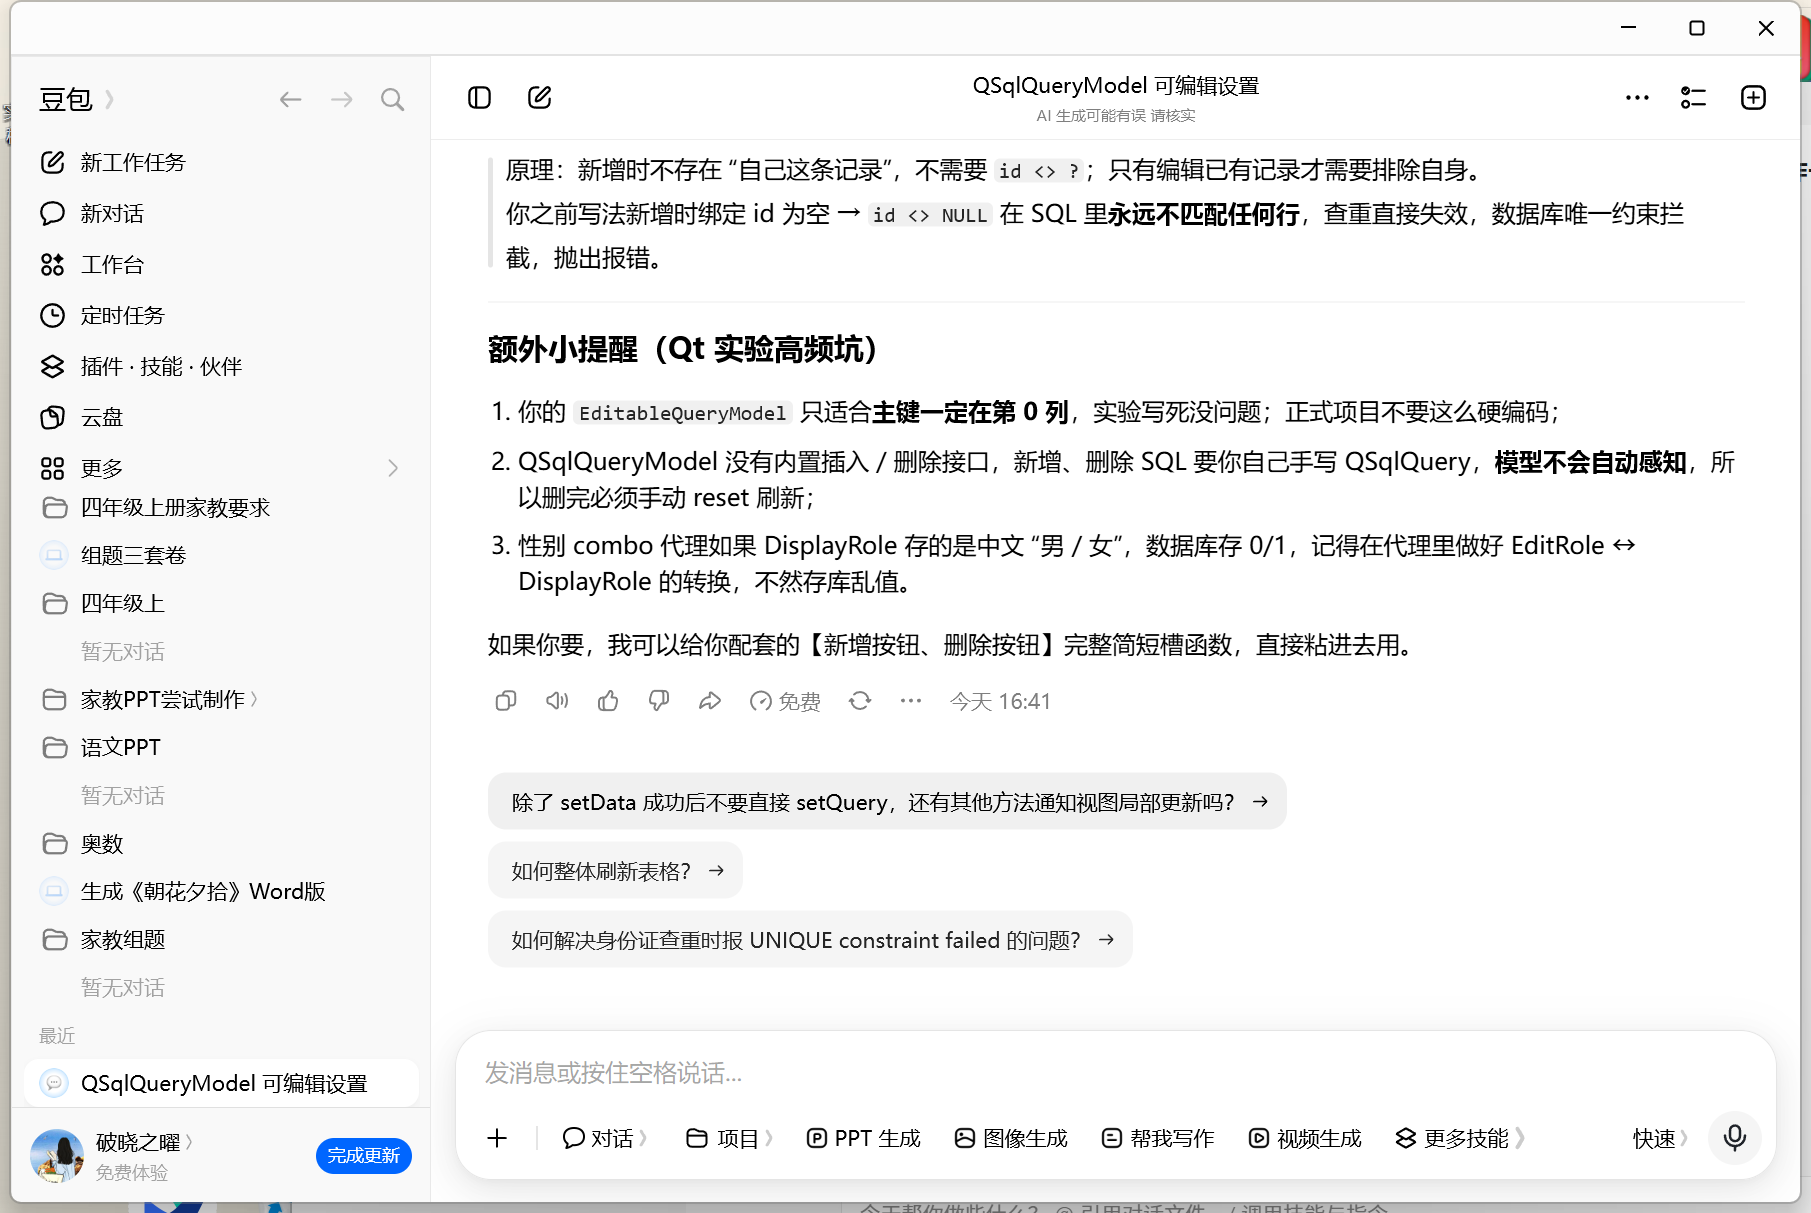 豆包
新工作任务
新对话
工作台
定时任务
插件 · 技能 · 伙伴
云盘
更多
四年级上册家教要求
组题三套卷
四年级上
暂无对话
家教PPT尝试制作
语文PPT
暂无对话
奥数
生成《朝花夕拾》Word版
家教组题
暂无对话
最近
QSqlQueryModel 可编辑设置
破晓之曜
免费体验
完成更新
QSqlQueryModel 可编辑设置
AI 生成可能有误 请核实
原理：新增时不存在 “自己这条记录”，不需要 id <> ?；只有编辑已有记录才需要排除自身。
你之前写法新增时绑定 id 为空 → id <> NULL 在 SQL 里永远不匹配任何行，查重直接失效，数据库唯一约束拦
截，抛出报错。
额外小提醒（Qt 实验高频坑）
1. 你的 EditableQueryModel 只适合主键一定在第 0 列，实验写死没问题；正式项目不要这么硬编码；
2. QSqlQueryModel 没有内置插入 / 删除接口，新增、删除 SQL 要你自己手写 QSqlQuery，模型不会自动感知，所
以删完必须手动 reset 刷新；
3. 性别 combo 代理如果 DisplayRole 存的是中文 “男 / 女”，数据库存 0/1，记得在代理里做好 EditRole ↔
DisplayRole 的转换，不然存库乱值。
如果你要，我可以给你配套的【新增按钮、删除按钮】完整简短槽函数，直接粘进去用。
免费
今天 16:41
除了 setData 成功后不要直接 setQuery，还有其他方法通知视图局部更新吗？ →
如何整体刷新表格？ →
如何解决身份证查重时报 UNIQUE constraint failed 的问题？ →
发消息或按住空格说话...
对话
项目
PPT 生成
图像生成
帮我写作
视频生成
更多技能
快速